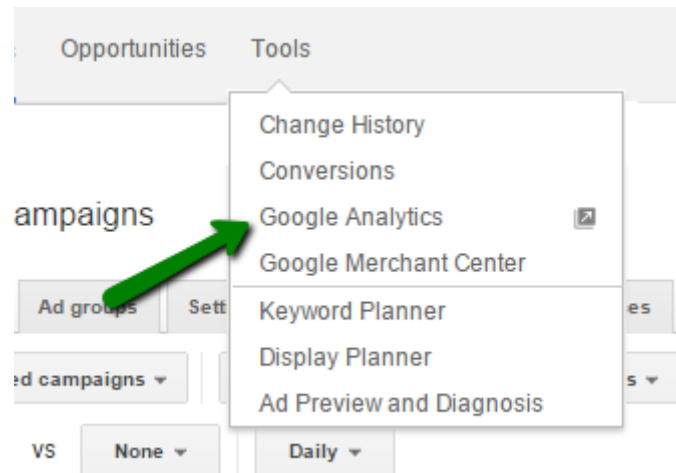 Opportunities Tools
Change History
Conversions
ampaigns
Google Analytics
Google Merchant Center
Ad groups Sett
Keyword Planner
es
Display Planner
ed campaigns
s
Ad Preview and Diagnosis
VS None Daily